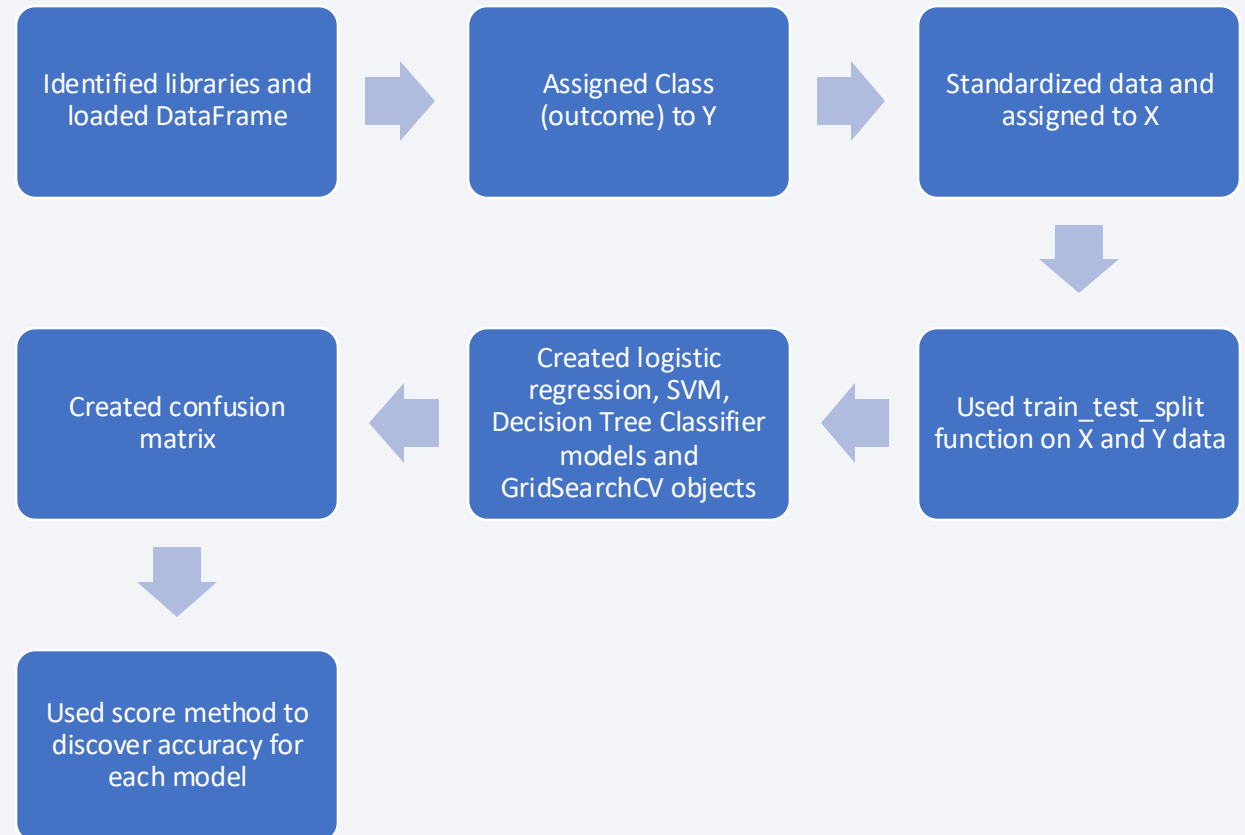 Identified libraries and
loaded DataFrame
Assigned Class
(outcome) to Y
Standardized data and
assigned to X
Used train_test_split
function on X and Y data
Created logistic
regression, SVM,
Decision Tree Classifier
models and
GridSearchCV objects
Created confusion
matrix
Used score method to
discover accuracy for
each model